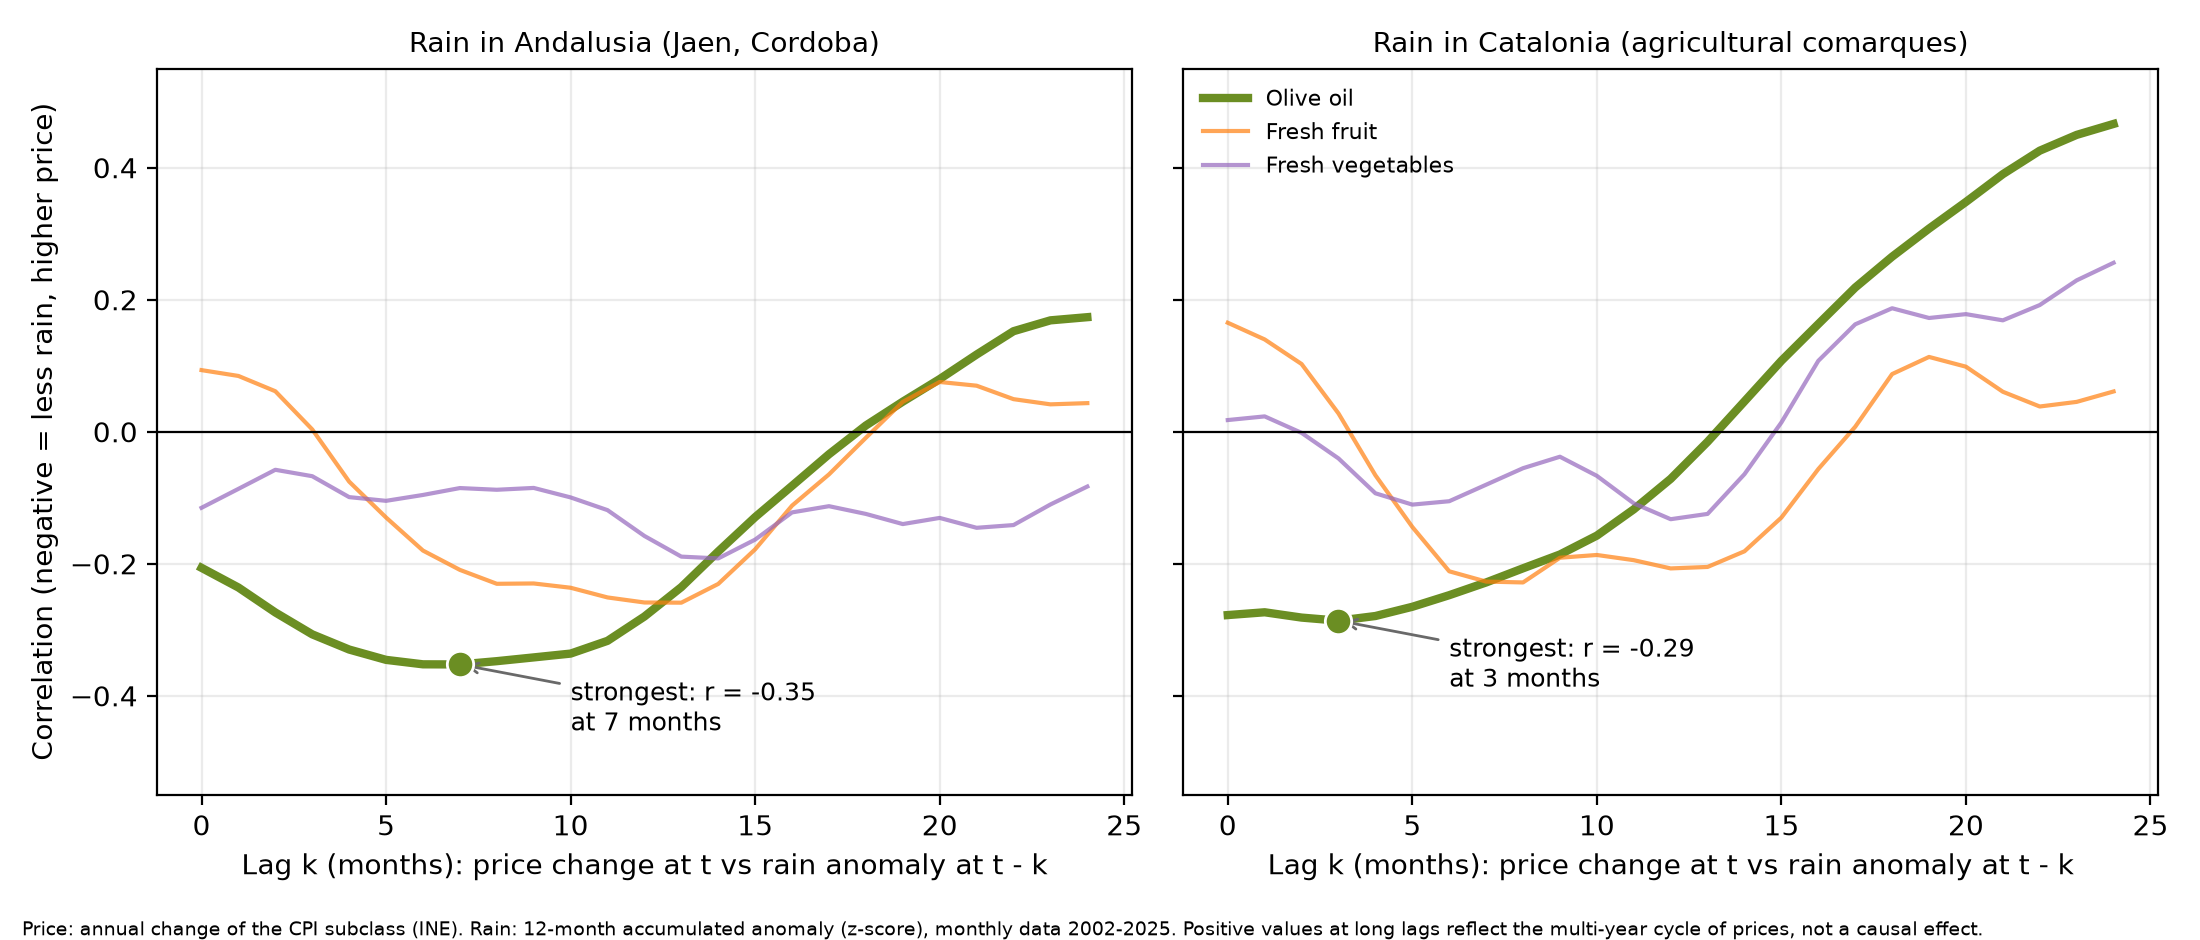 Rain in Andalusia (Jaen, Cordoba)
Correlation (negative = less rain, higher price)
0.4
0.2
0.0
−0.2
−0.4
strongest: r = -0.35
at 7 months
0 5 10 15 20 25
Lag k (months): price change at t vs rain anomaly at t - k
Rain in Catalonia (agricultural comarques)
Olive oil
Fresh fruit
Fresh vegetables
strongest: r = -0.29
at 3 months
0 5 10 15 20 25
Lag k (months): price change at t vs rain anomaly at t - k
Price: annual change of the CPI subclass (INE). Rain: 12-month accumulated anomaly (z-score), monthly data 2002-2025. Positive values at long lags reflect the multi-year cycle of prices, not a causal effect.